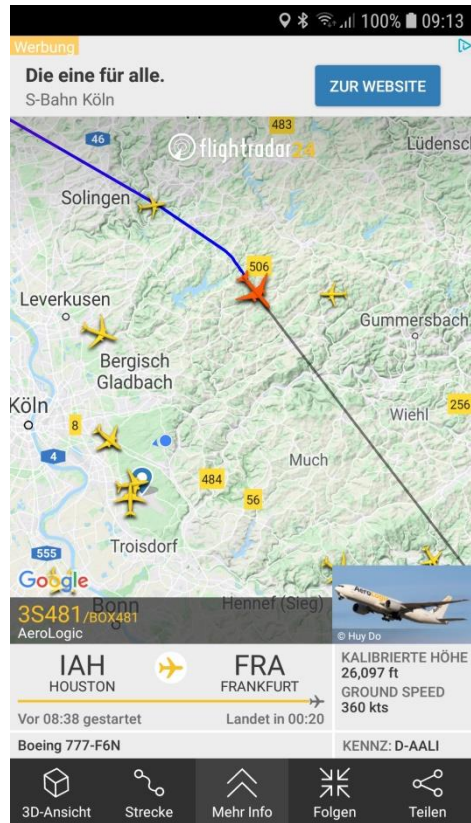 100% 09:13
Werbung
Die eine für alle.
S-Bahn Köln
ZUR WEBSITE
483
46
flightradar24
Lüdensc
Solingen
506
Leverkusen
Gummersbach
Bergisch
Gladbach
Köln
8
256
Wiehl
4
Much
484
56
Troisdorf
555
Google
Bonn
Hennef (Sieg)
3S481/BOX481
AeroLogic
AeroLogic
© Huy Do
IAH
HOUSTON
FRA
FRANKFURT
KALIBRIERTE HÖHE
26,097 ft
GROUND SPEED
360 kts
Vor 08:38 gestartet
Landet in 00:20
Boeing 777-F6N
KENNZ: D-AALI
3D-Ansicht
Strecke
Mehr Info
Folgen
Teilen